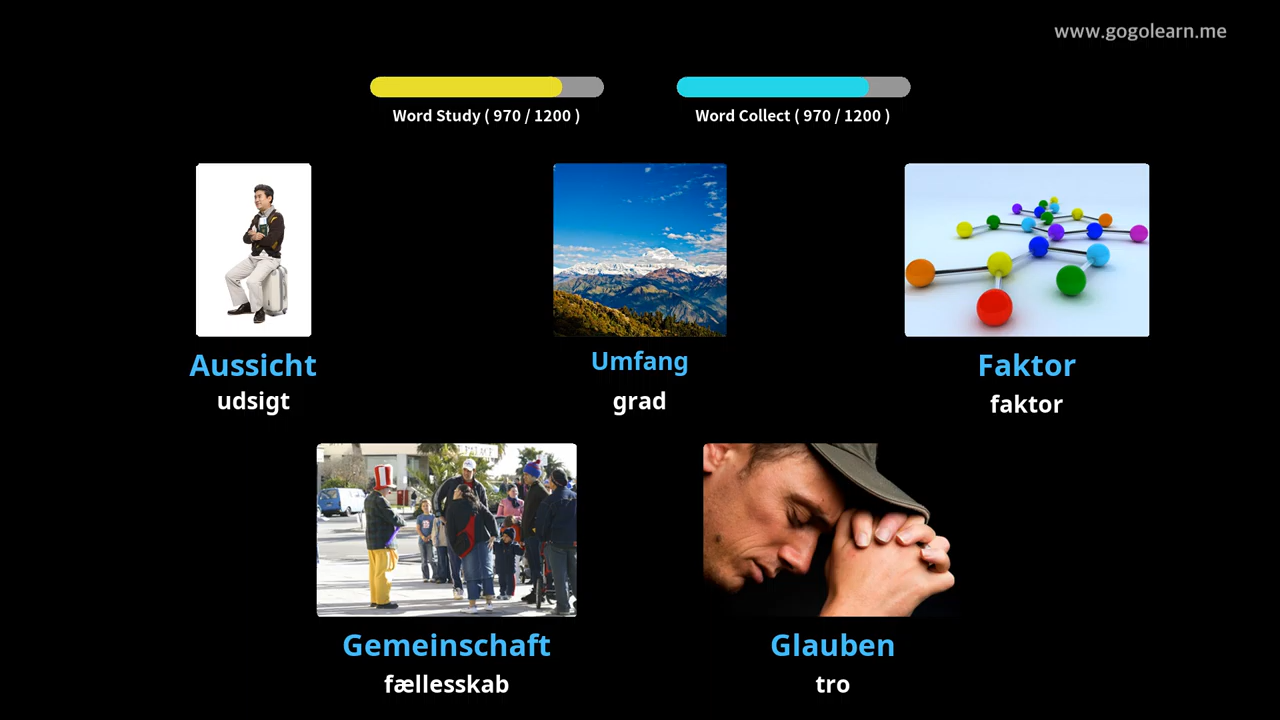 www.gogolearn.me
Word Study ( 970 / 1200 )
Word Collect ( 970 / 1200 )
Aussicht
udsigt
Umfang
grad
Faktor
faktor
Gemeinschaft
fællesskab
Glauben
tro